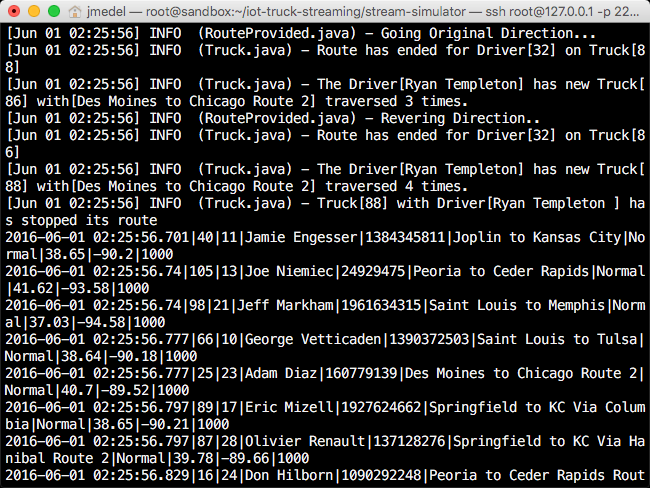 jmedel — root@sandbox:~/iot-truck-streaming/stream-simulator — ssh root@127.0.0.1 -p 22...
[Jun 01 02:25:56] INFO  (RouteProvided.java) - Going Original Direction...
[Jun 01 02:25:56] INFO  (Truck.java) - Route has ended for Driver[32] on Truck[8
8]
[Jun 01 02:25:56] INFO  (Truck.java) - The Driver[Ryan Templeton] has new Truck[
86] with[Des Moines to Chicago Route 2] traversed 3 times.
[Jun 01 02:25:56] INFO  (RouteProvided.java) - Revering Direction..
[Jun 01 02:25:56] INFO  (Truck.java) - Route has ended for Driver[32] on Truck[8
6]
[Jun 01 02:25:56] INFO  (Truck.java) - The Driver[Ryan Templeton] has new Truck[
88] with[Des Moines to Chicago Route 2] traversed 4 times.
[Jun 01 02:25:56] INFO  (Truck.java) - Truck[88] with Driver[Ryan Templeton ] ha
s stopped its route
2016-06-01 02:25:56.701|40|11|Jamie Engesser|1384345811|Joplin to Kansas City|No
rmal|38.65|-90.2|1000
2016-06-01 02:25:56.74|105|13|Joe Niemiec|24929475|Peoria to Ceder Rapids|Normal
|41.62|-93.58|1000
2016-06-01 02:25:56.74|98|21|Jeff Markham|1961634315|Saint Louis to Memphis|Norm
al|37.03|-94.58|1000
2016-06-01 02:25:56.777|66|10|George Vetticaden|1390372503|Saint Louis to Tulsa|
Normal|38.64|-90.18|1000
2016-06-01 02:25:56.777|25|23|Adam Diaz|160779139|Des Moines to Chicago Route 2|
Normal|40.7|-89.52|1000
2016-06-01 02:25:56.797|89|17|Eric Mizell|1927624662|Springfield to KC Via Colum
bia|Normal|38.65|-90.21|1000
2016-06-01 02:25:56.797|87|28|Olivier Renault|137128276|Springfield to KC Via Ha
nibal Route 2|Normal|39.78|-89.66|1000
2016-06-01 02:25:56.829|16|24|Don Hilborn|1090292248|Peoria to Ceder Rapids Rout